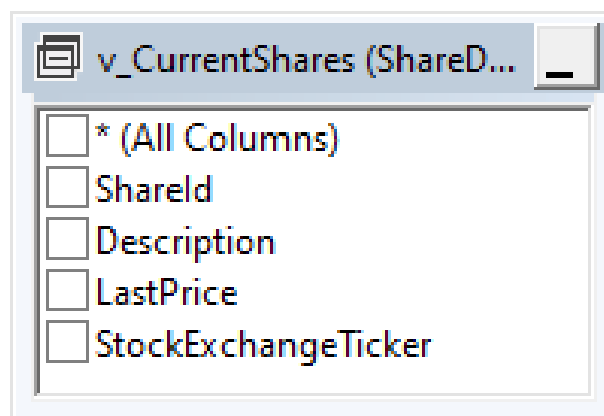 v_CurrentShares (ShareD...
* (All Columns)
ShareId
Description
LastPrice
StockExchangeTicker